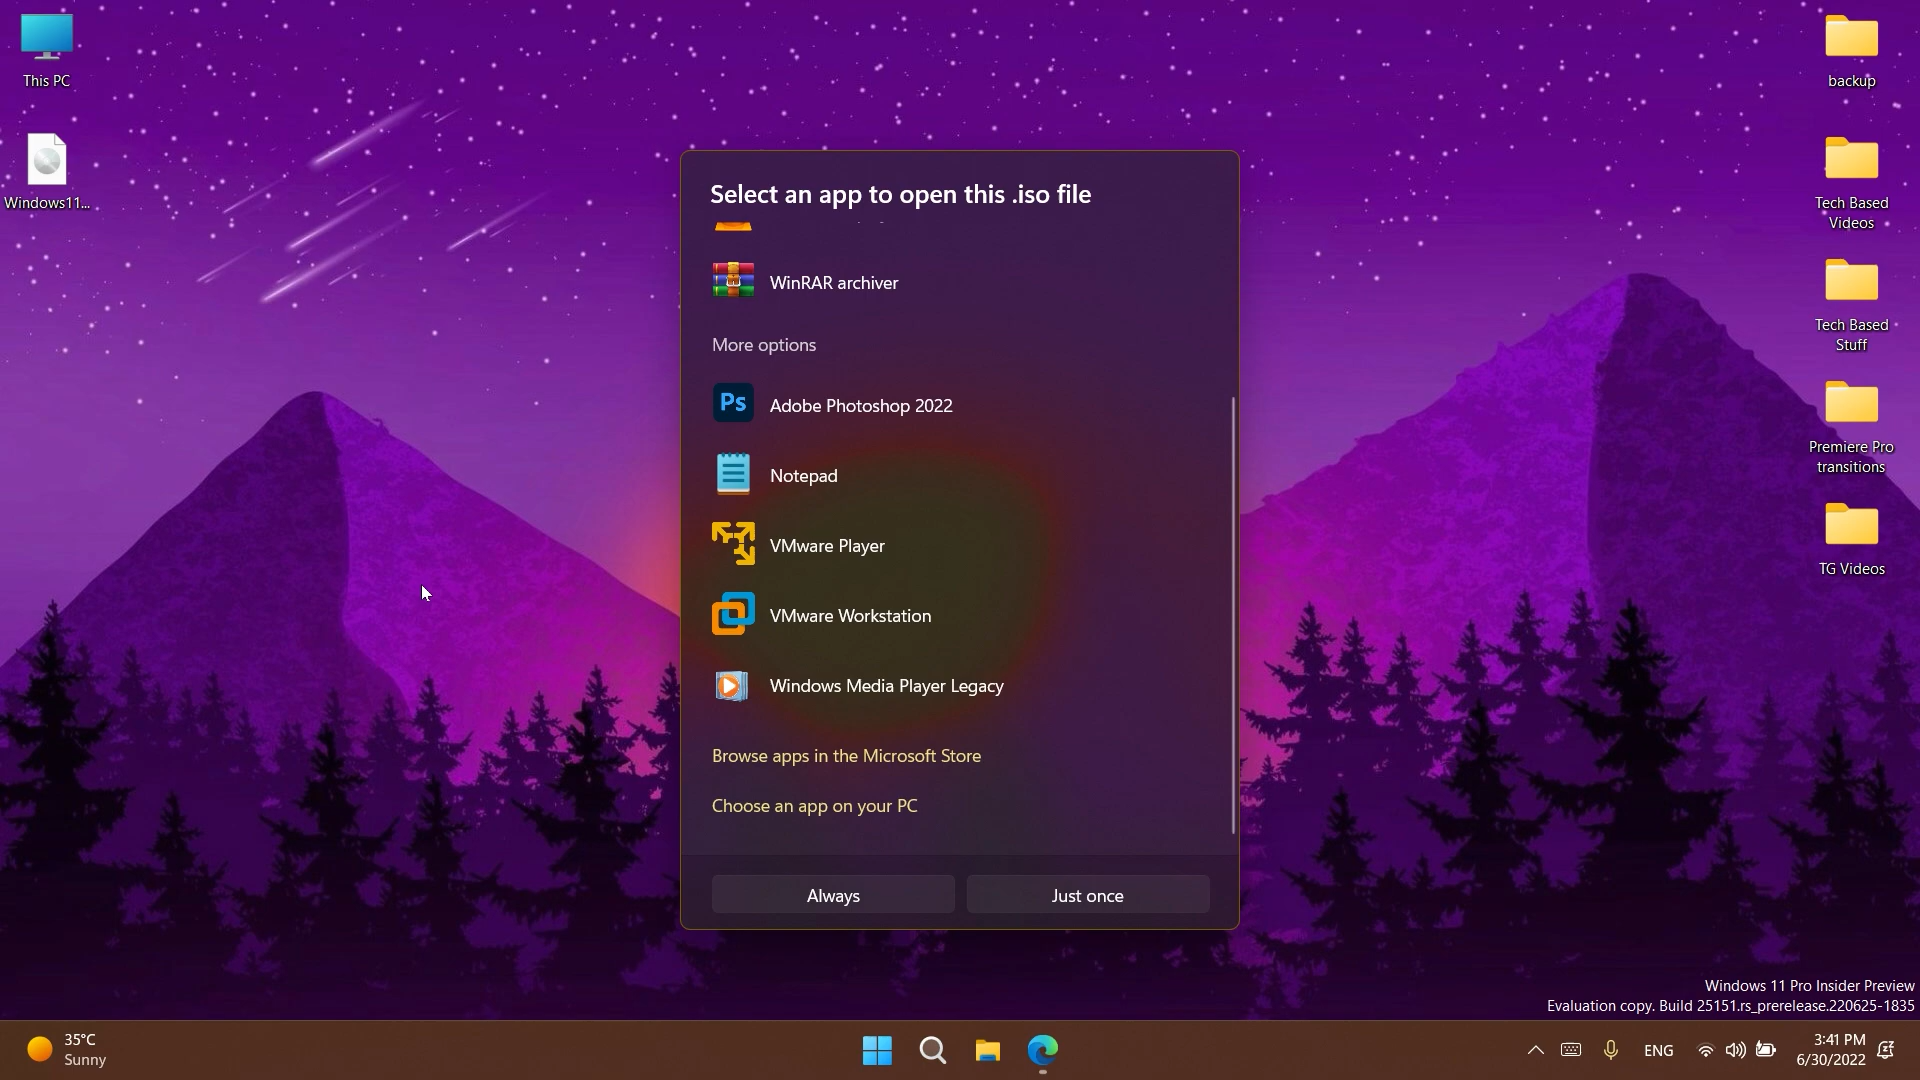 This PC
Windows11...
Select an app to open this .iso file
WinRAR archiver
More options
Ps
Adobe Photoshop 2022
Notepad
VMware Player
VMware Workstation
Windows Media Player Legacy
Browse apps in the Microsoft Store
Choose an app on your PC
Always
Just once
backup
Tech Based
Videos
Tech Based
Stuff
Premiere Pro
transitions
TG Videos
Windows 11 Pro Insider Preview
Evaluation copy. Build 25151.rs_prerelease.220625-1835
35°C
Sunny
ENG
3:41 PM
6/30/2022